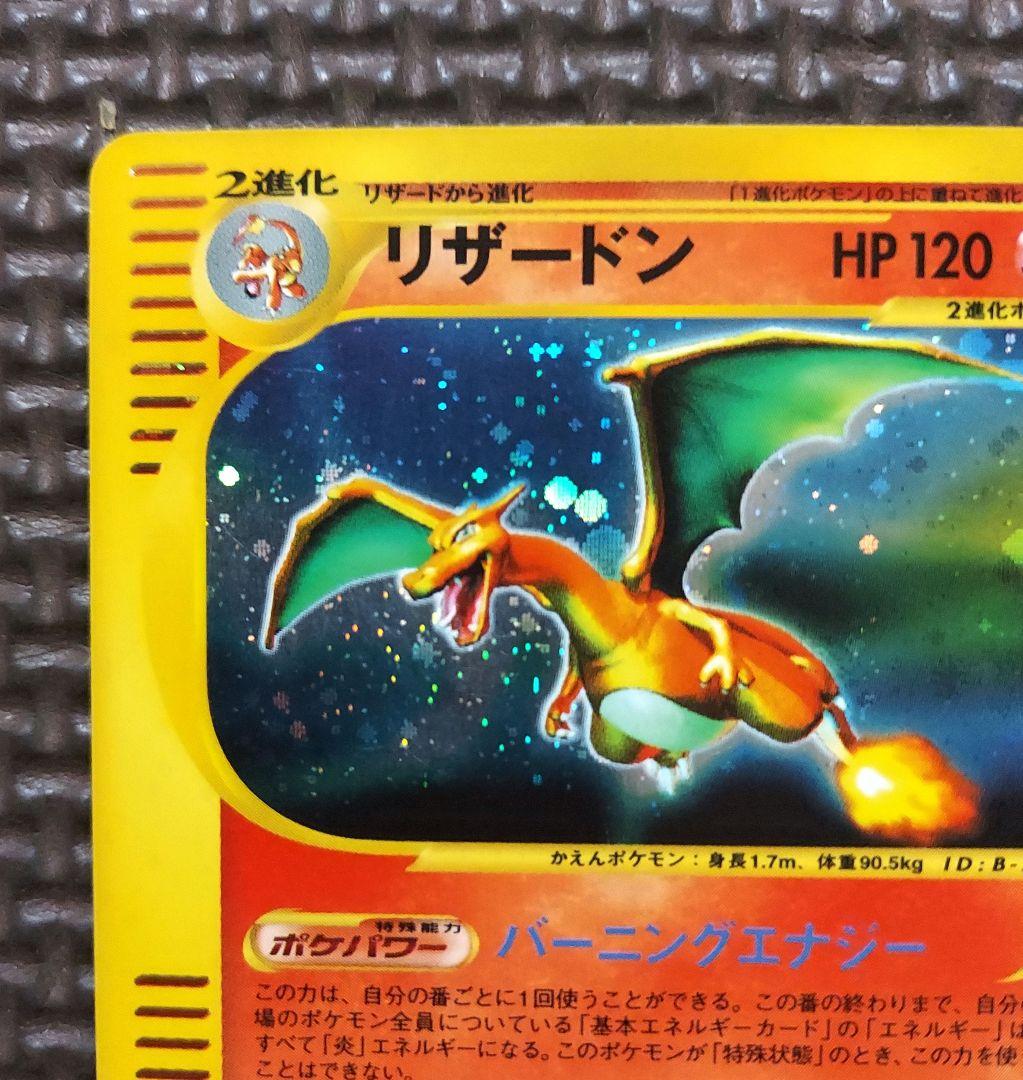 2進化 リザードから進化 「1進化ポケモン」の上に重ねて進化
リザードン HP 120
2進化ポ
かえんポケモン：身長1.7m、体重90.5kg ID:B-
特殊能力
ポケパワー バーニングエナジー
この力は、自分の番ごとに1回使うことができる。この番の終わりまで、自分の
場のポケモン全員についている「基本エネルギーカード」の「エネルギー」は
すべて「炎」エネルギーになる。このポケモンが「特殊状態」のとき、この力を使う
ことはできない。